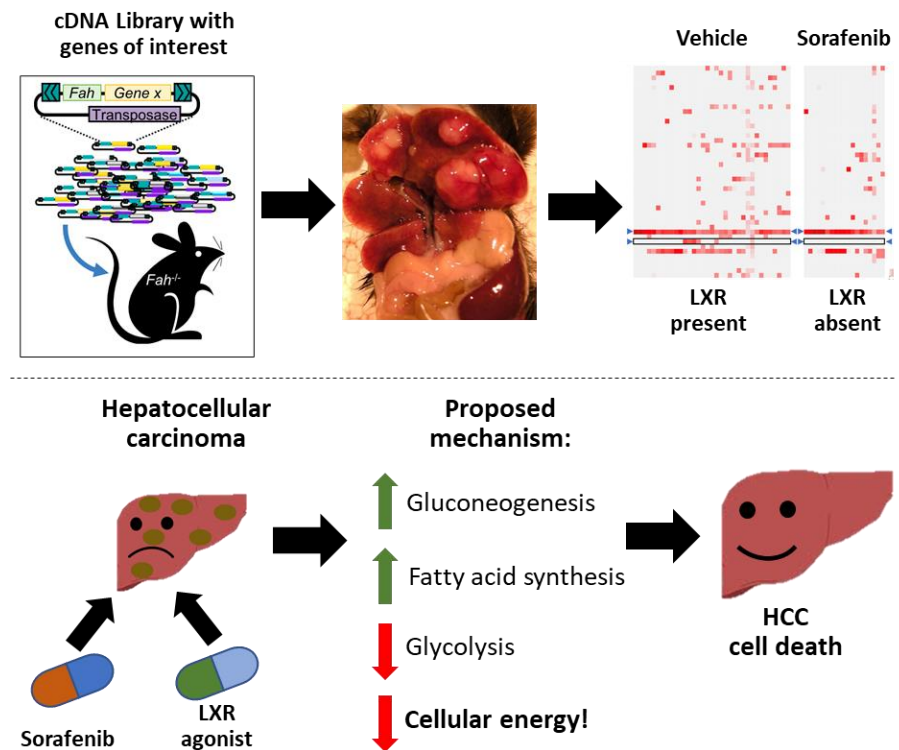 cDNA Library with
genes of interest
Fah
Gene x
Transposase
Fah-/-
Vehicle
Sorafenib
LXR
present
LXR
absent
Hepatocellular
carcinoma
Proposed
mechanism:
Gluconeogenesis
Fatty acid synthesis
Glycolysis
Cellular energy!
HCC
cell death
Sorafenib
LXR
agonist